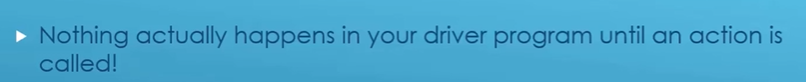 Nothing actually happens in your driver program until an action is
called!